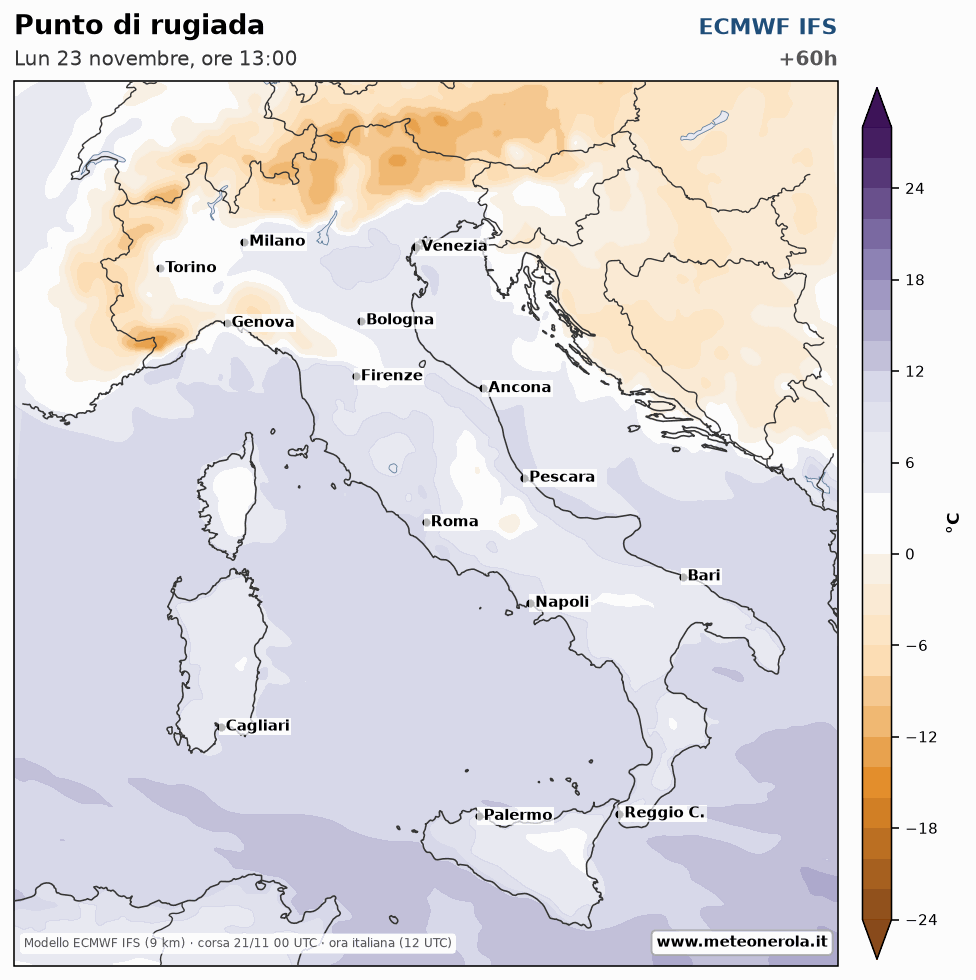 Punto di rugiada
ECMWF IFS
Lun 23 novembre, ore 13:00
+60h
Milano
Venezia
Torino
Genova
Bologna
Firenze
Ancona
Pescara
Roma
Bari
Napoli
Cagliari
Palermo
Reggio C.
24
18
12
6
0
−6
−12
−18
−24
°C
Modello ECMWF IFS (9 km) · corsa 21/11 00 UTC · ora italiana (12 UTC)
www.meteonerola.it